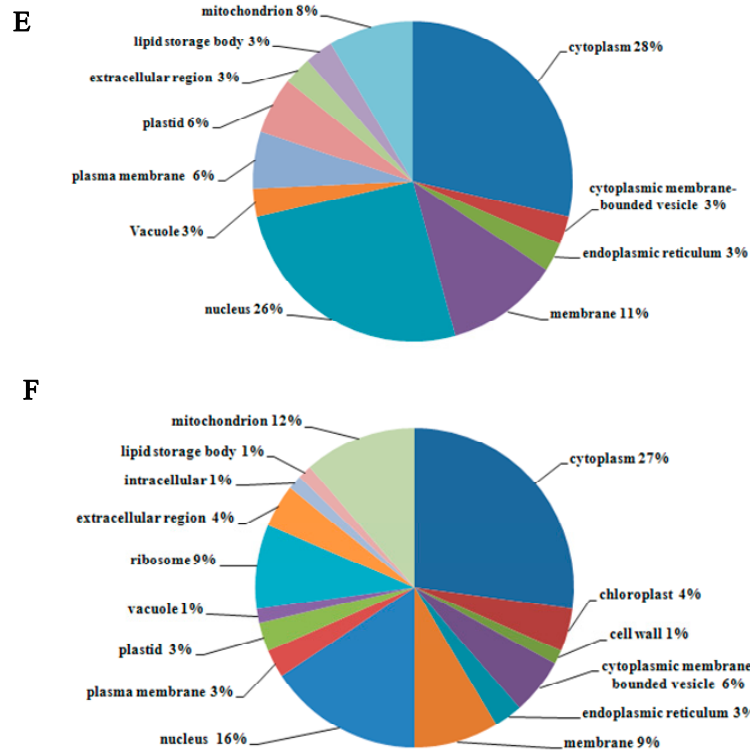 E
mitochondrion 8%
lipid storage body 3%
extracellular region 3%
plastid 6%
plasma membrane 6%
Vacuole 3%
nucleus 26%
cytoplasm 28%
cytoplasmic membrane-
bounded vesicle 3%
endoplasmic reticulum 3%
membrane 11%
F
mitochondrion 12%
lipid storage body 1%
intracellular 1%
extracellular region 4%
ribosome 9%
vacuole 1%
plastid 3%
plasma membrane 3%
nucleus 16%
cytoplasm 27%
chloroplast 4%
cell wall 1%
cytoplasmic membrane
bounded vesicle 6%
endoplasmic reticulum 3%
membrane 9%